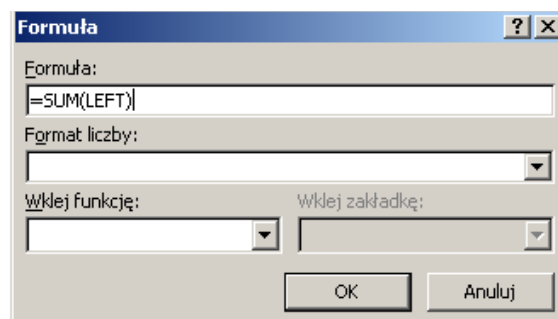 Formuła
Formuła:
=SUM(LEFT)
Format liczby:
Wklej funkcję:
Wklej zakładkę:
OK
Anuluj